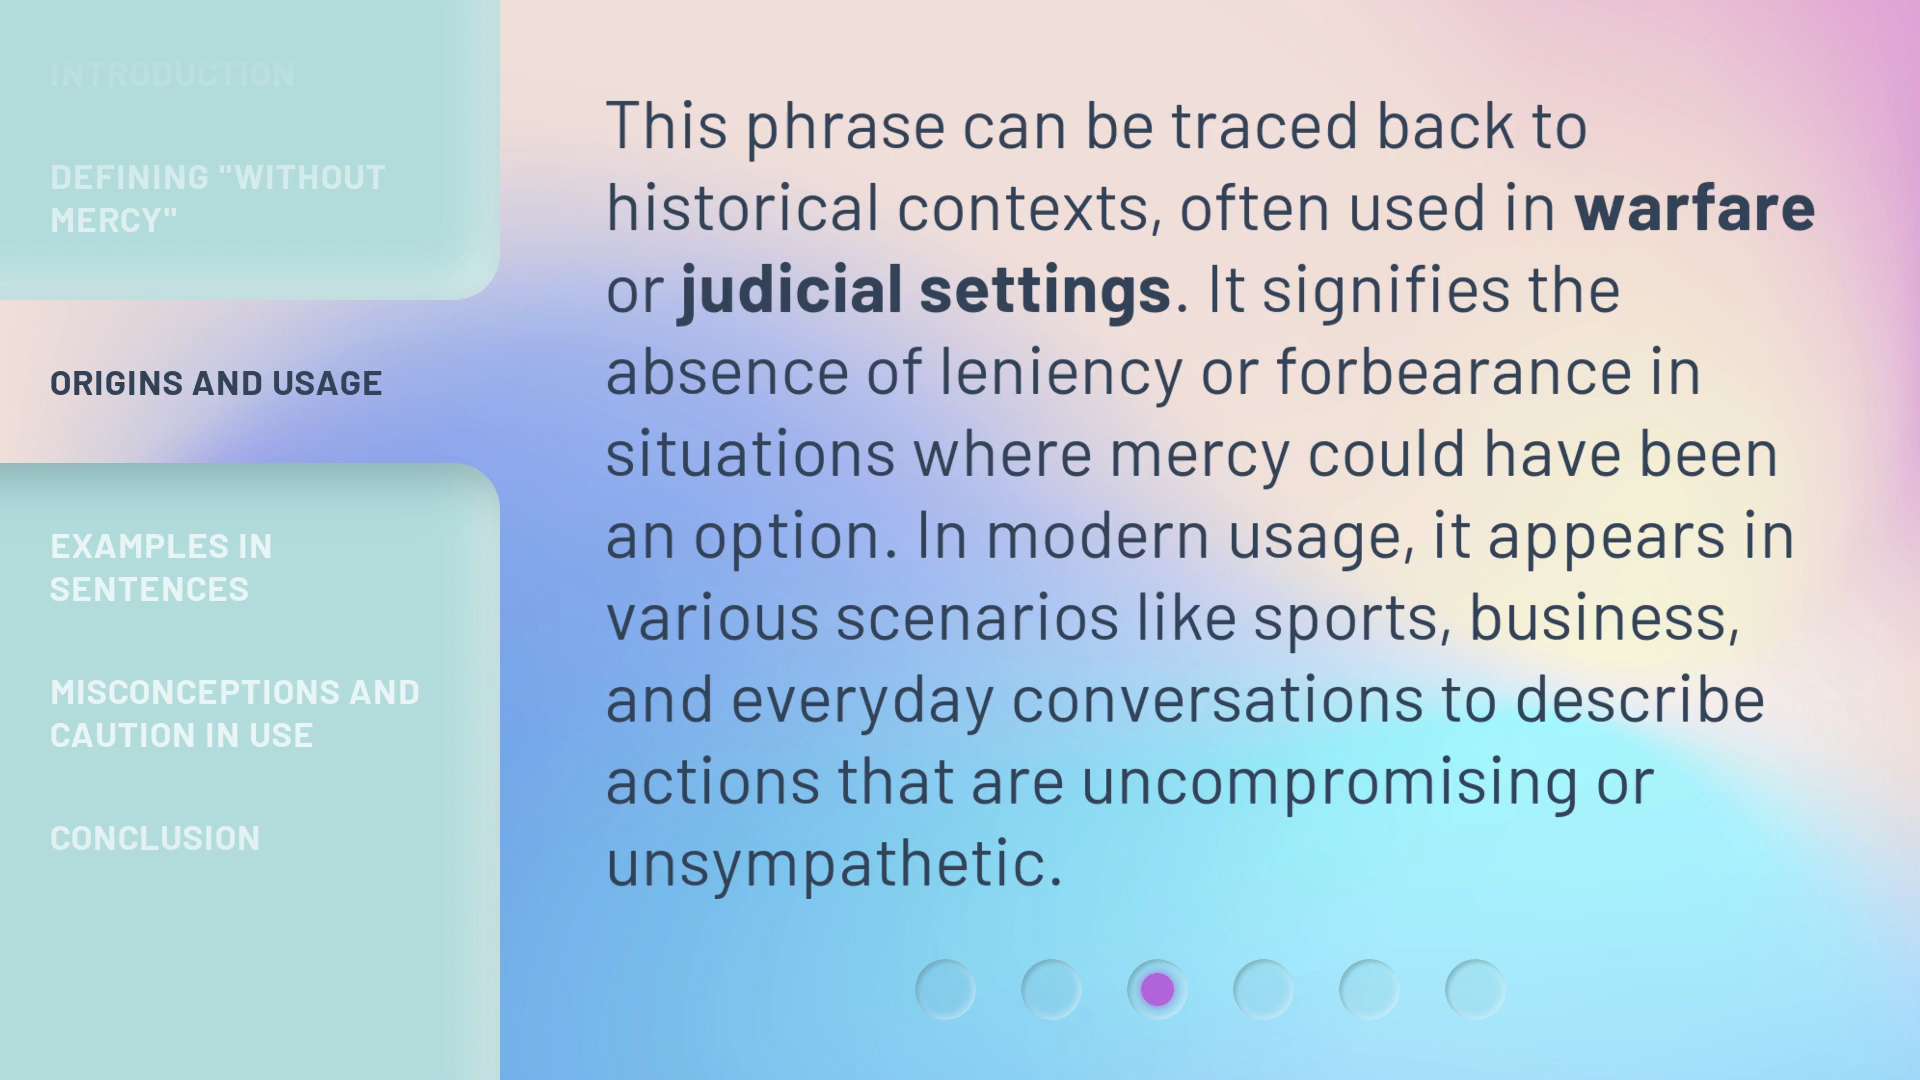 INTRODUCTION
DEFINING "WITHOUT
MERCY"
ORIGINS AND USAGE
EXAMPLES IN
SENTENCES
MISCONCEPTIONS AND
CAUTION IN USE
CONCLUSION
This phrase can be traced back to
historical contexts, often used in warfare
or judicial settings. It signifies the
absence of leniency or forbearance in
situations where mercy could have been
an option. In modern usage, it appears in
various scenarios like sports, business,
and everyday conversations to describe
actions that are uncompromising or
unsympathetic.